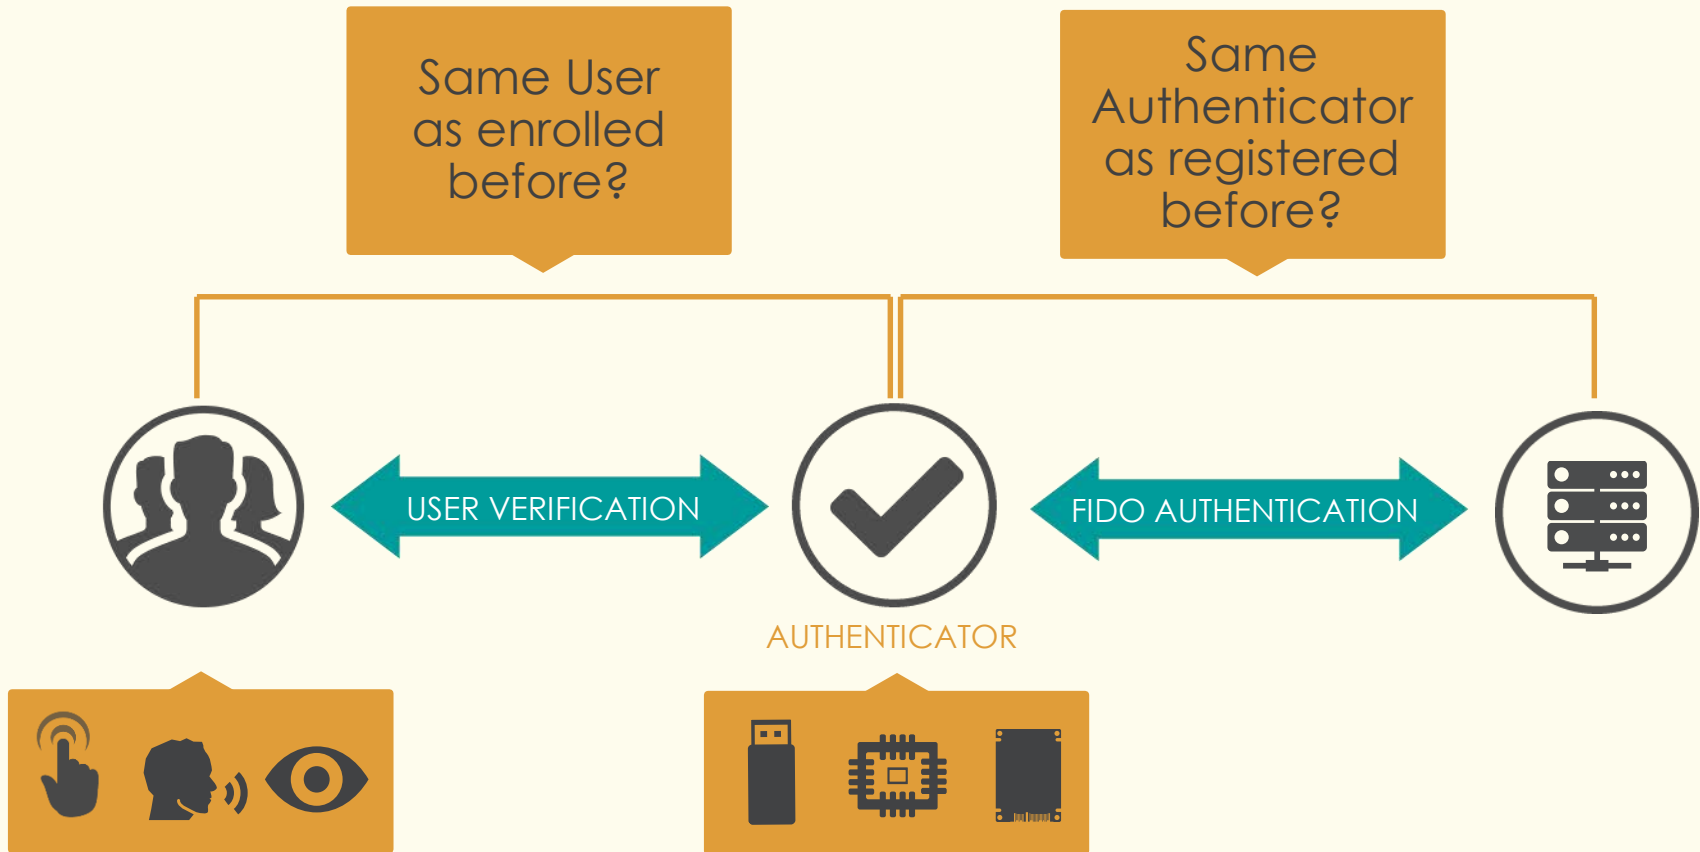 Same User
as enrolled
before?
Same
Authenticator
as registered
before?
USER VERIFICATION
FIDO AUTHENTICATION
AUTHENTICATOR